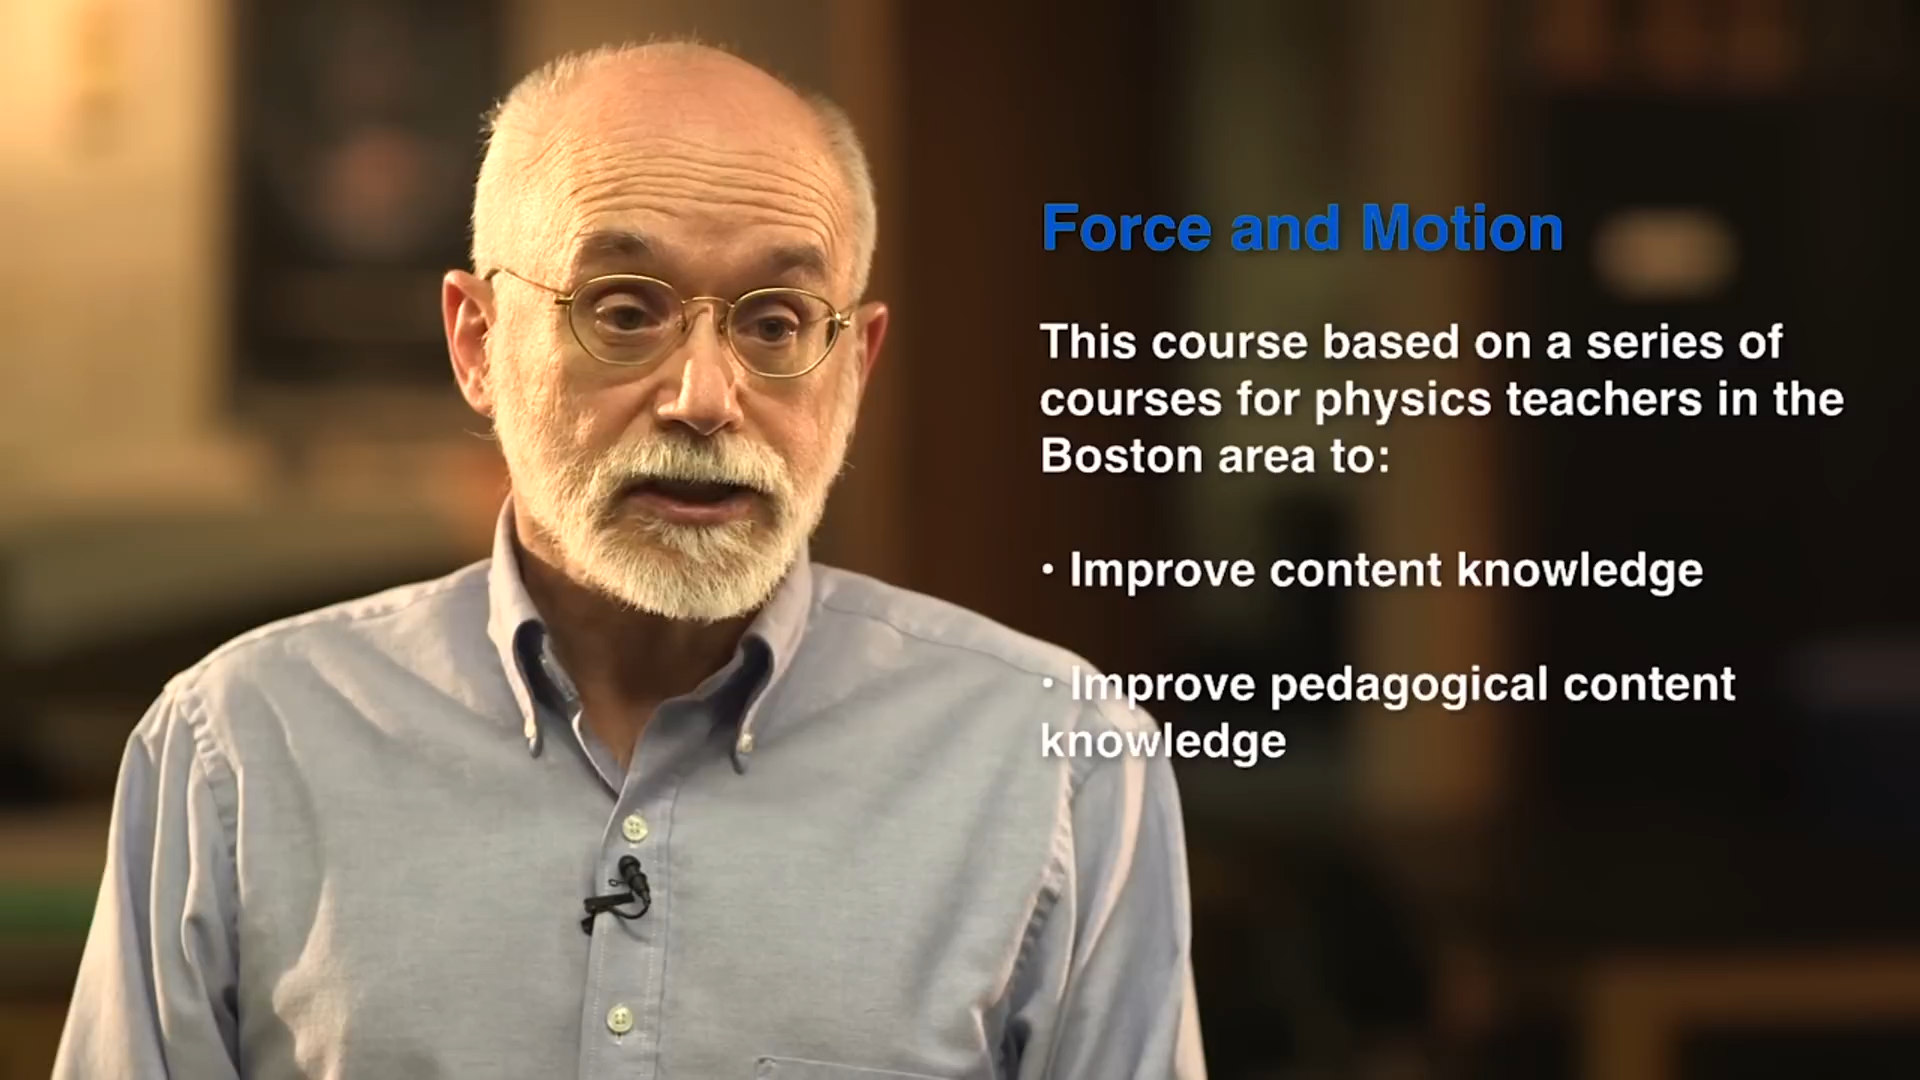 Force and Motion
This course based on a series of
courses for physics teachers in the
Boston area to:
• Improve content knowledge
• Improve pedagogical content
knowledge